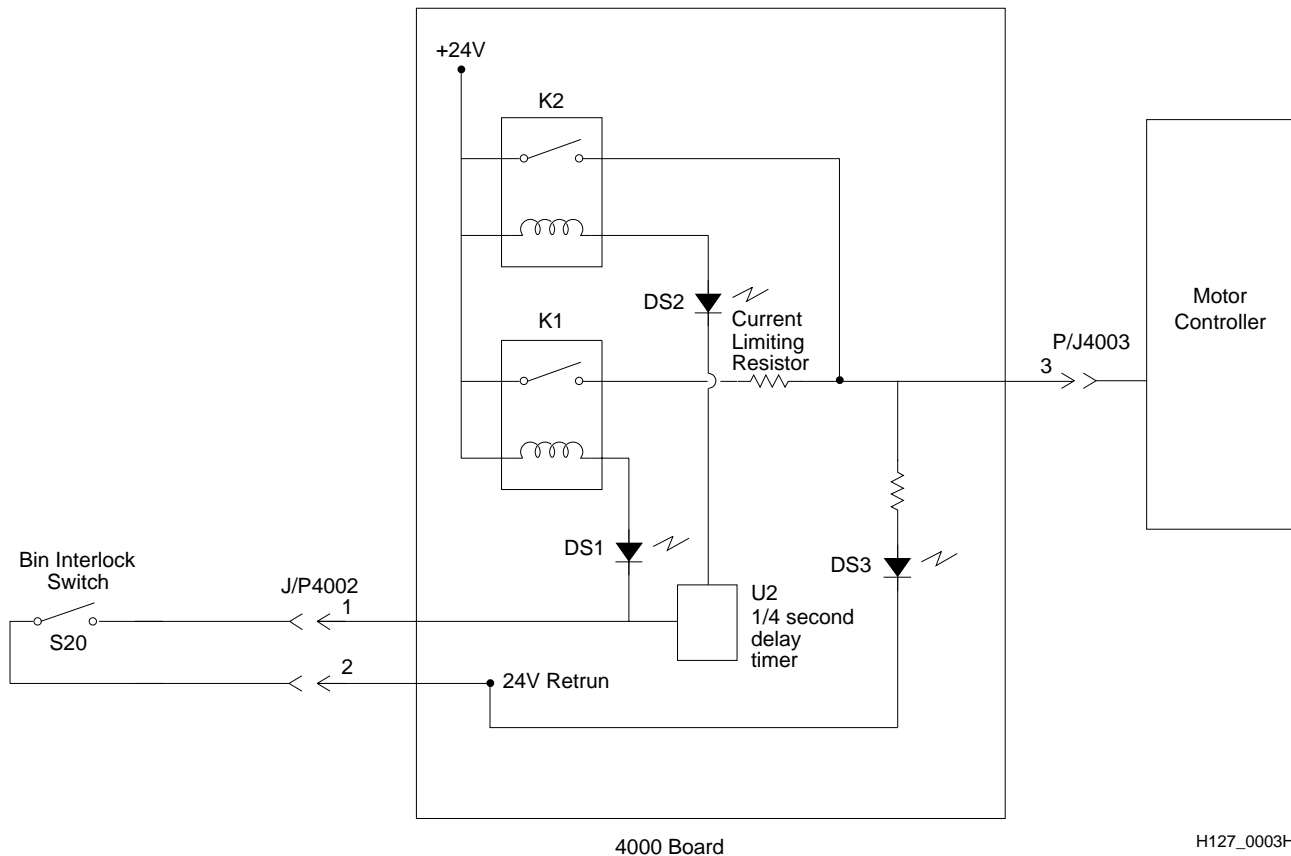 +24V
K2
DS2
Current
Limiting
Resistor
K1
P/J4003
3
Motor
Controller
DS1
DS3
Bin Interlock
Switch
S20
J/P4002
1
U2
1/4 second
delay
timer
2
24V Retrun
4000 Board
H127_0003H